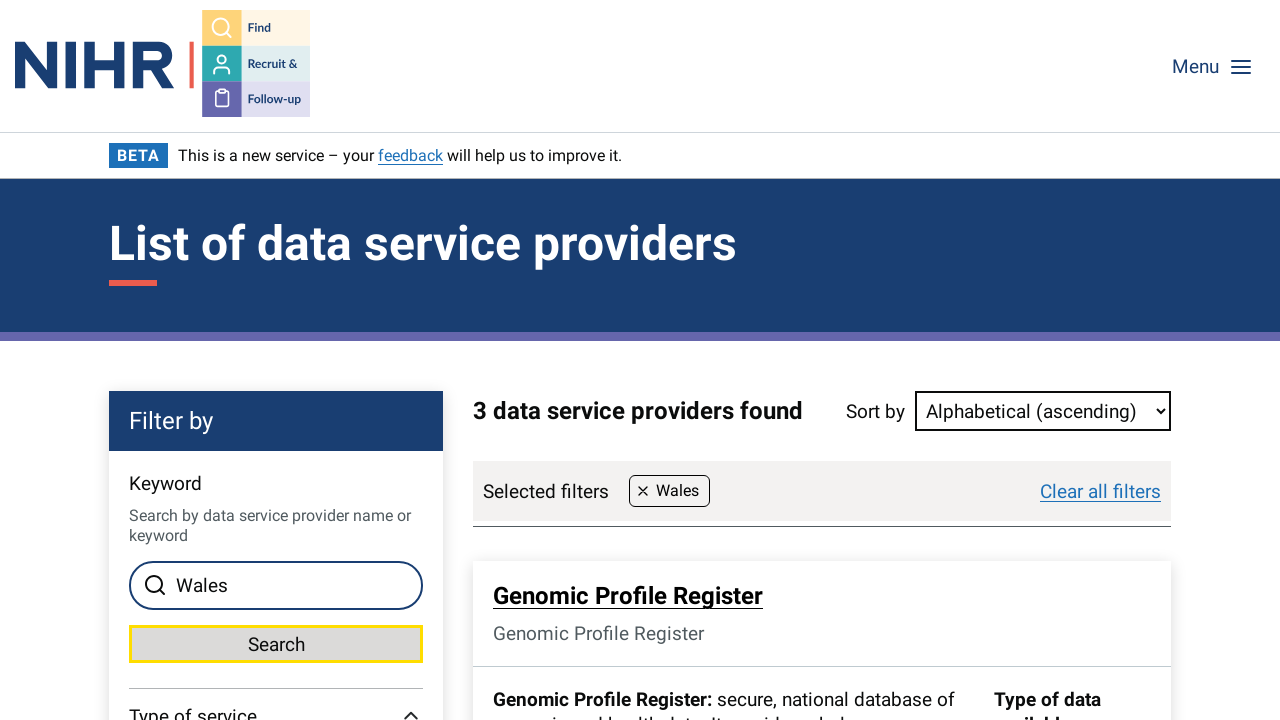 NIHR
Find
Recruit &
Follow-up
Menu
BETA This is a new service – your feedback will help us to improve it.
List of data service providers
Filter by
Keyword
Search by data service provider name or
keyword
Wales
Search
Type of service
3 data service providers found
Sort by Alphabetical (ascending)
Selected filters Wales Clear all filters
Genomic Profile Register
Genomic Profile Register
Genomic Profile Register: secure, national database of
Type of data